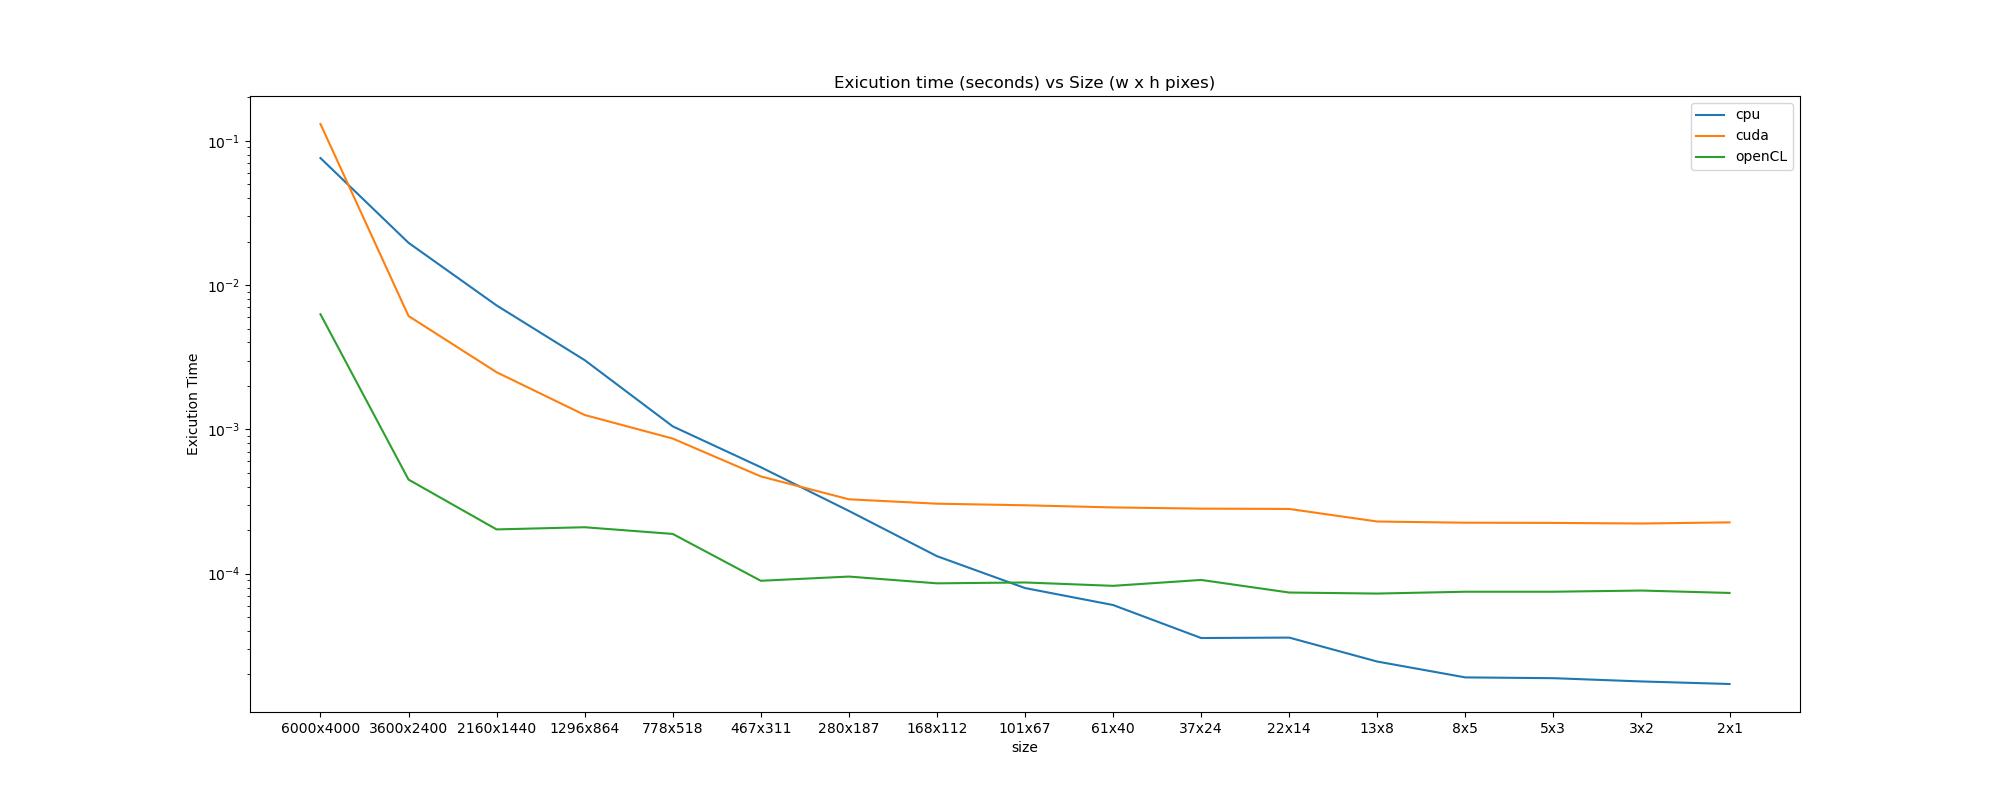 Exicution time (seconds) vs Size (w x h pixes)
cpu
cuda
openCL
Exicution Time
10⁻¹
10⁻²
10⁻³
10⁻⁴
6000x4000 3600x2400 2160x1440 1296x864 778x518 467x311 280x187 168x112 101x67 61x40 37x24 22x14 13x8 8x5 5x3 3x2 2x1
size